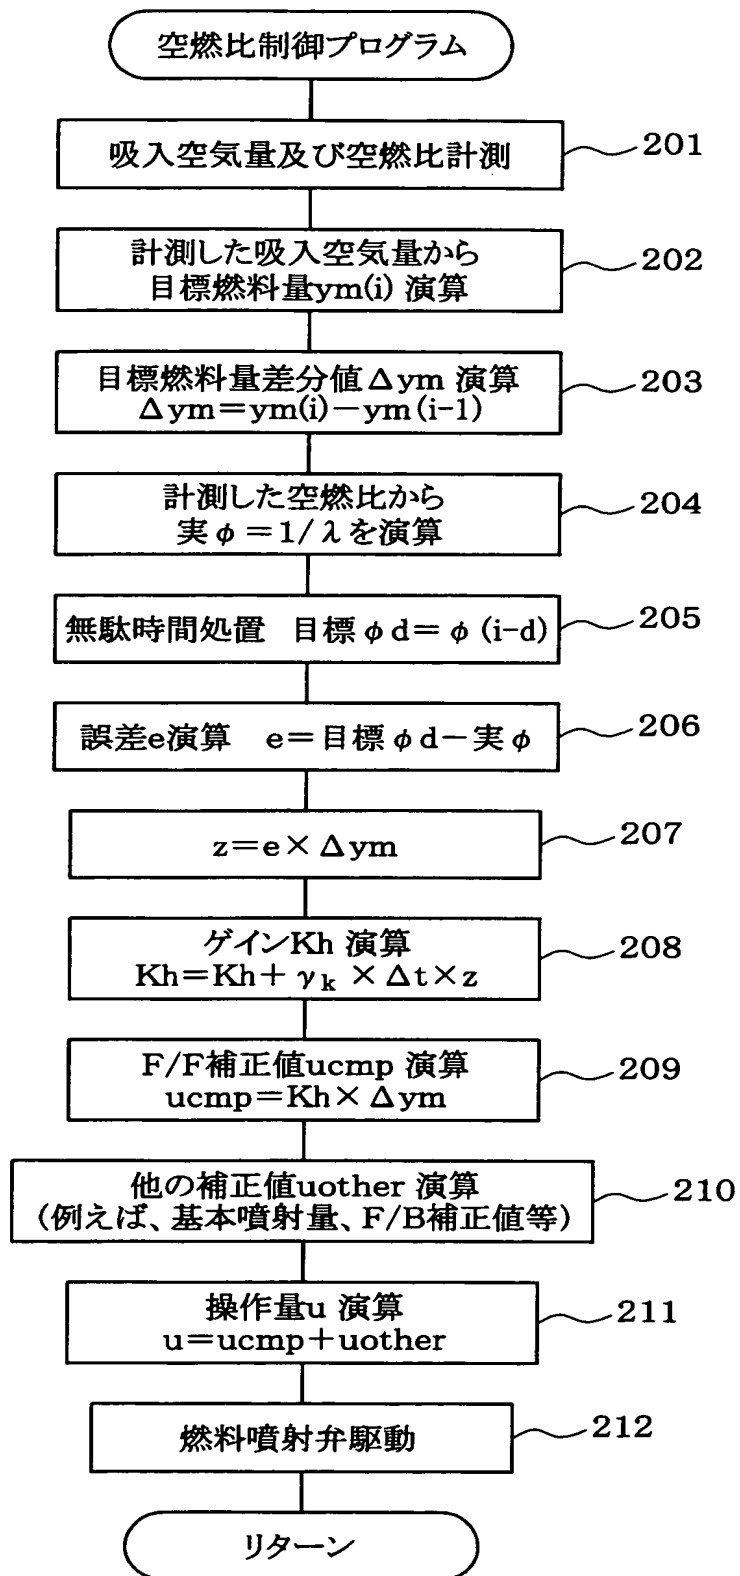 空燃比制御プログラム
吸入空気量及び空燃比計測
201
計測した吸入空気量から
目標燃料量ym(i) 演算
202
目標燃料量差分値Δym 演算
Δym＝ym(i)－ym(i-1)
203
計測した空燃比から
実φ＝1/λを演算
204
無駄時間処置　目標φd＝φ(i-d)
205
誤差e演算　e＝目標φd－実φ
206
z＝e×Δym
207
ゲインKh 演算
Kh＝Kh＋γk×Δt×z
208
F/F補正値ucmp 演算
ucmp＝Kh×Δym
209
他の補正値uother 演算
(例えば、基本噴射量、F/B補正値等)
210
操作量u 演算
u＝ucmp＋uother
211
燃料噴射弁駆動
212
リターン